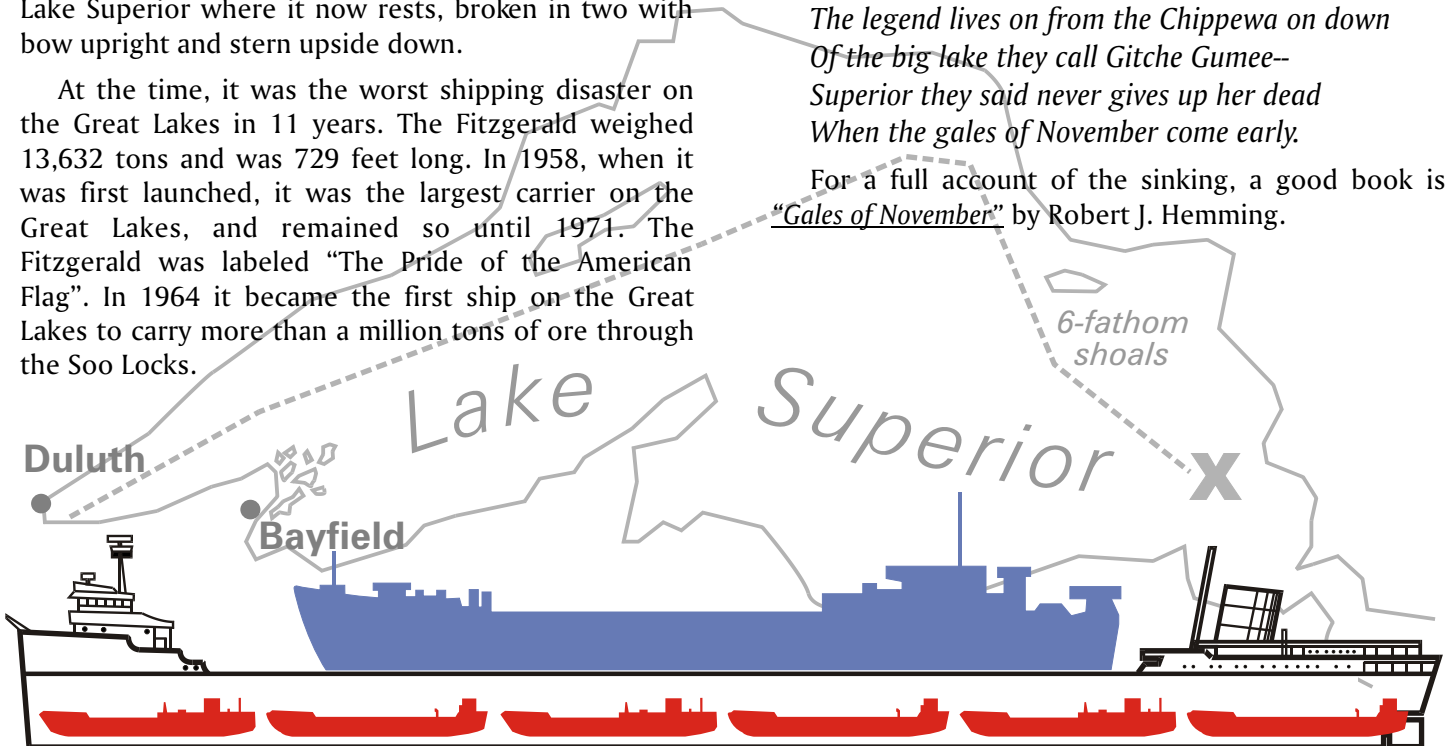 Lake Superior where it now rests, broken in two with
bow upright and stern upside down.
At the time, it was the worst shipping disaster on
the Great Lakes in 11 years. The Fitzgerald weighed
13,632 tons and was 729 feet long. In 1958, when it
was first launched, it was the largest carrier on the
Great Lakes, and remained so until 1971. The
Fitzgerald was labeled “The Pride of the American
Flag”. In 1964 it became the first ship on the Great
Lakes to carry more than a million tons of ore through
the Soo Locks.
The legend lives on from the Chippewa on down
Of the big lake they call Gitche Gumee--
Superior they said never gives up her dead
When the gales of November come early.
For a full account of the sinking, a good book is
“Gales of November” by Robert J. Hemming.
6-fathom
shoals
Lake Superior
Duluth
X
Bayfield